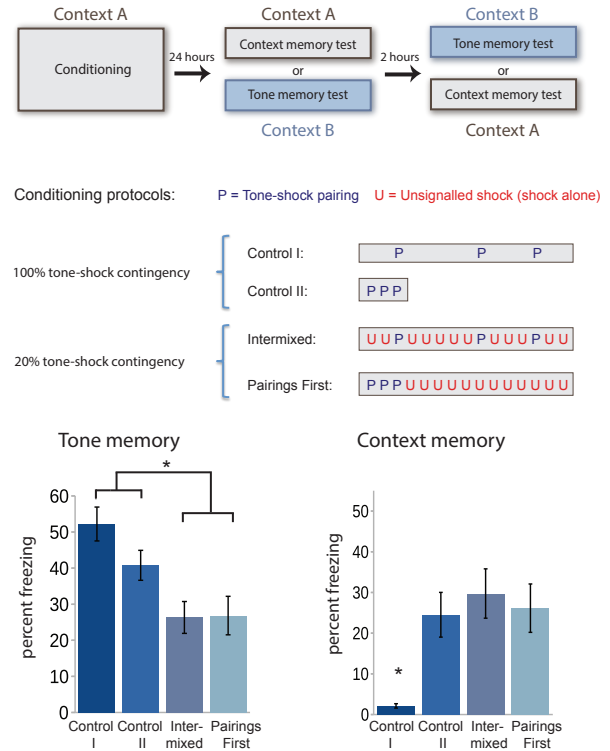 Context A
Context A
Context B
Conditioning
24 hours
Context memory test
or
Tone memory test
2 hours
Tone memory test
or
Context memory test
Context B
Context A
Conditioning protocols: P = Tone-shock pairing U = Unsignalled shock (shock alone)
100% tone-shock contingency
Control I: P P P
Control II: P P P
20% tone-shock contingency
Intermixed: U U P U U U U U P U U U P U U
Pairings First: P P P U U U U U U U U U U U U
Tone memory
*
percent freezing
60
50
40
30
20
10
0
Control I
Control II
Inter-mixed
Pairings First
Context memory
percent freezing
50
40
30
20
10
0
*
Control I
Control II
Inter-mixed
Pairings First